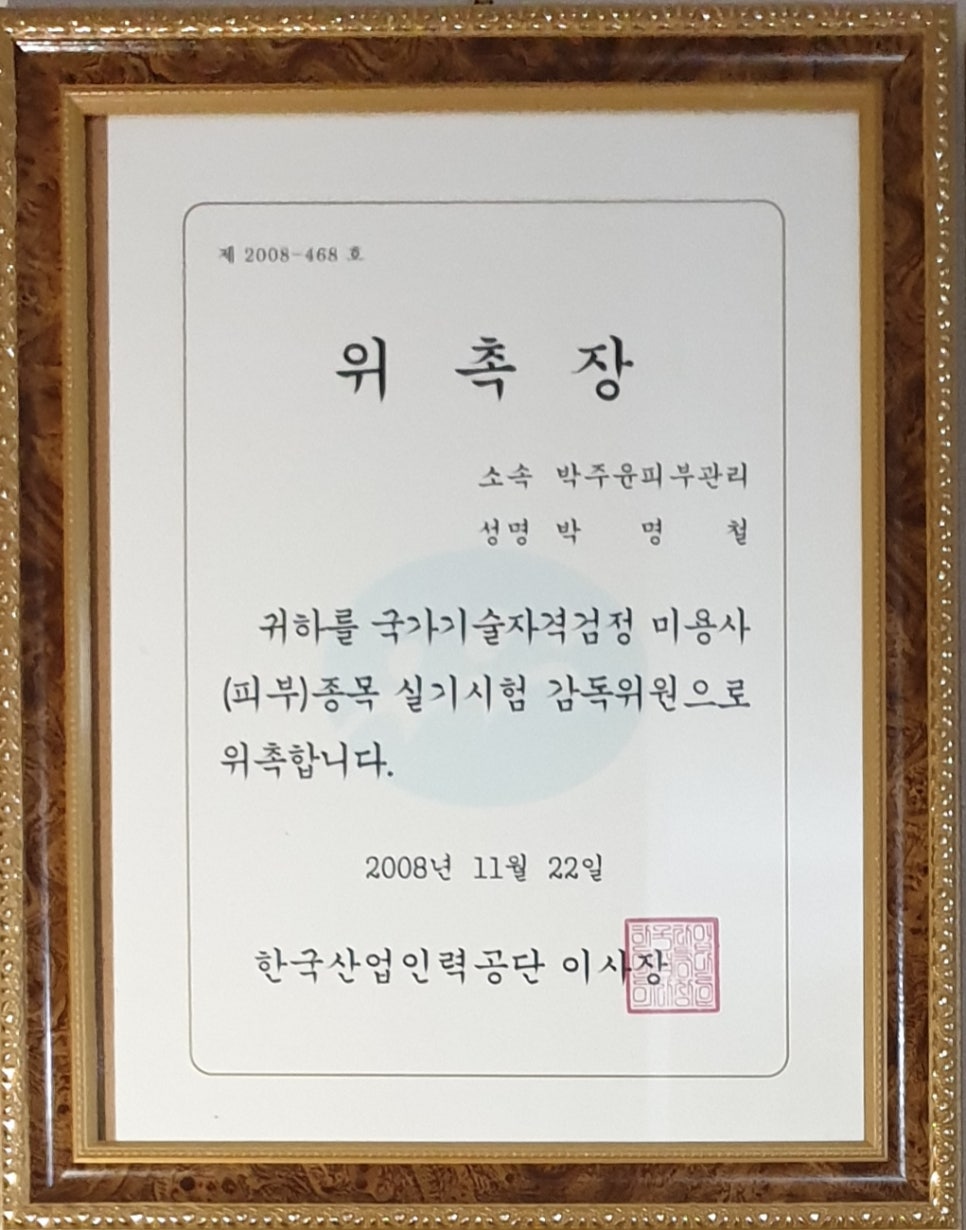 제 2008-468 호
위 촉 장
소속 박주윤피부관리
성명 박 명 철
귀하를 국가기술자격검정 미용사
(피부)종목 실기시험 감독위원으로
위촉합니다.
2008년 11월 22일
한국산업인력공단 이사장